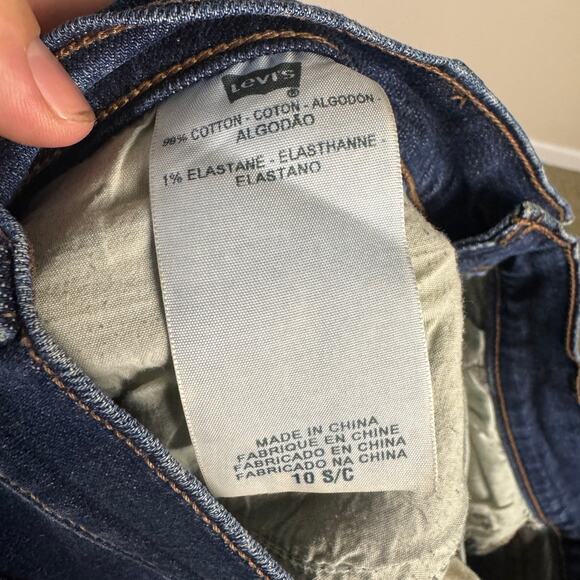 Levi's
®
99% COTTON - COTON - ALGODÓN -
ALGODÃO
1% ELASTANE - ELASTHANNE -
ELASTANO
MADE IN CHINA
FABRIQUE EN CHINE
FABRICADO EN CHINA
FABRICADO NA CHINA
10 S/C